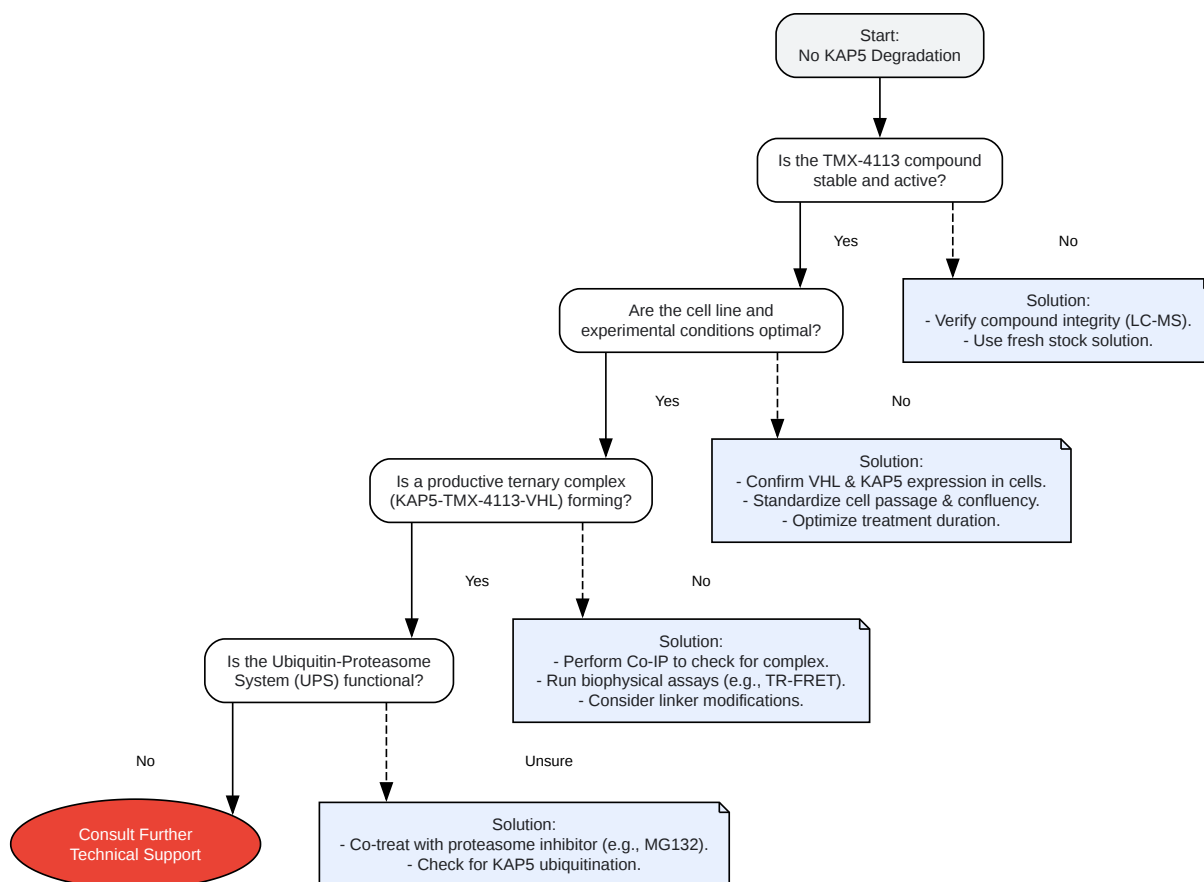 Start:
No KAP5 Degradation
Is the TMX-4113 compound
stable and active?
Yes
No
Are the cell line and
experimental conditions optimal?
Solution:
- Verify compound integrity (LC-MS).
- Use fresh stock solution.
Yes
No
Is a productive ternary complex
(KAP5-TMX-4113-VHL) forming?
Solution:
- Confirm VHL & KAP5 expression in cells.
- Standardize cell passage & confluency.
- Optimize treatment duration.
Yes
No
Is the Ubiquitin-Proteasome
System (UPS) functional?
Solution:
- Perform Co-IP to check for complex.
- Run biophysical assays (e.g., TR-FRET).
- Consider linker modifications.
No
Unsure
Consult Further
Technical Support
Solution:
- Co-treat with proteasome inhibitor (e.g., MG132).
- Check for KAP5 ubiquitination.